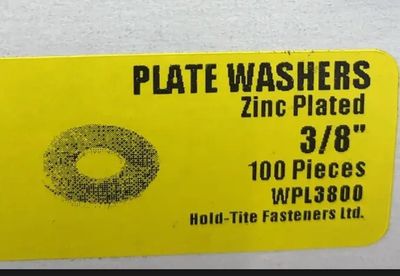 PLATE WASHERS
Zinc Plated
3/8"
100 Pieces
WPL3800
Hold-Tite Fasteners Ltd.